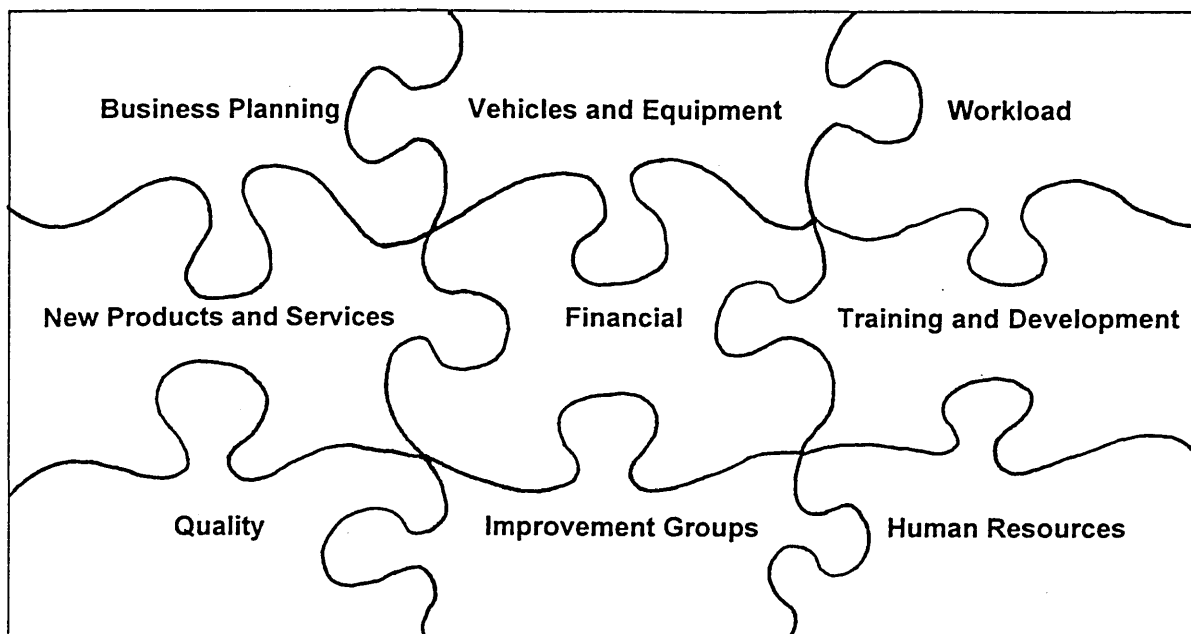 Business Planning
Vehicles and Equipment
Workload
New Products and Services
Financial
Training and Development
Quality
Improvement Groups
Human Resources